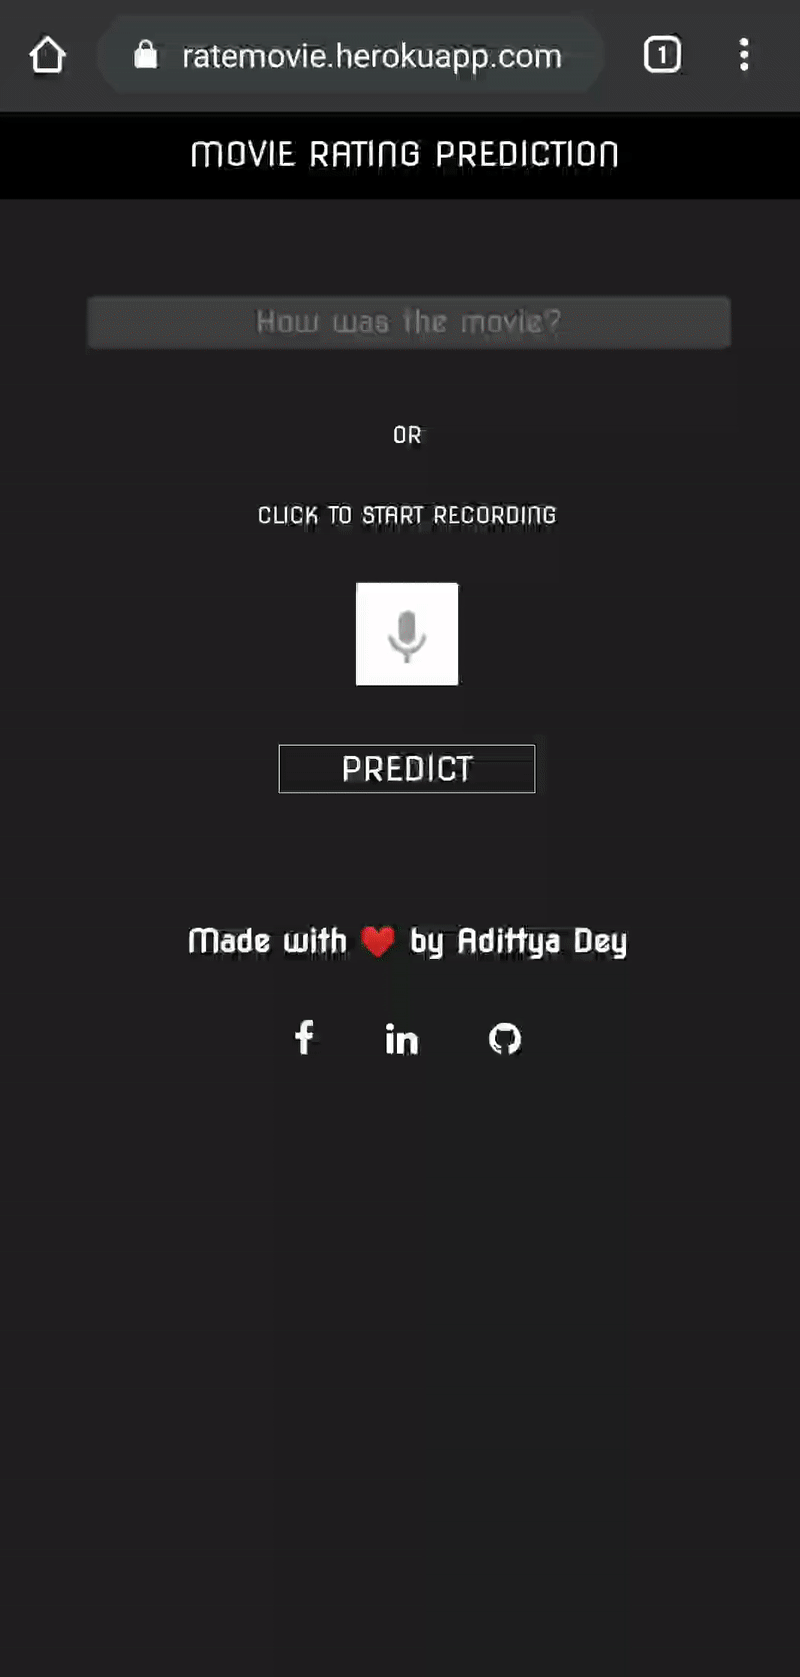 ratemovie.herokuapp.com
1
MOVIE RATING PREDICTION
How was the movie?
OR
CLICK TO START RECORDING
PREDICT
Made with ❤ by Adittya Dey
f in